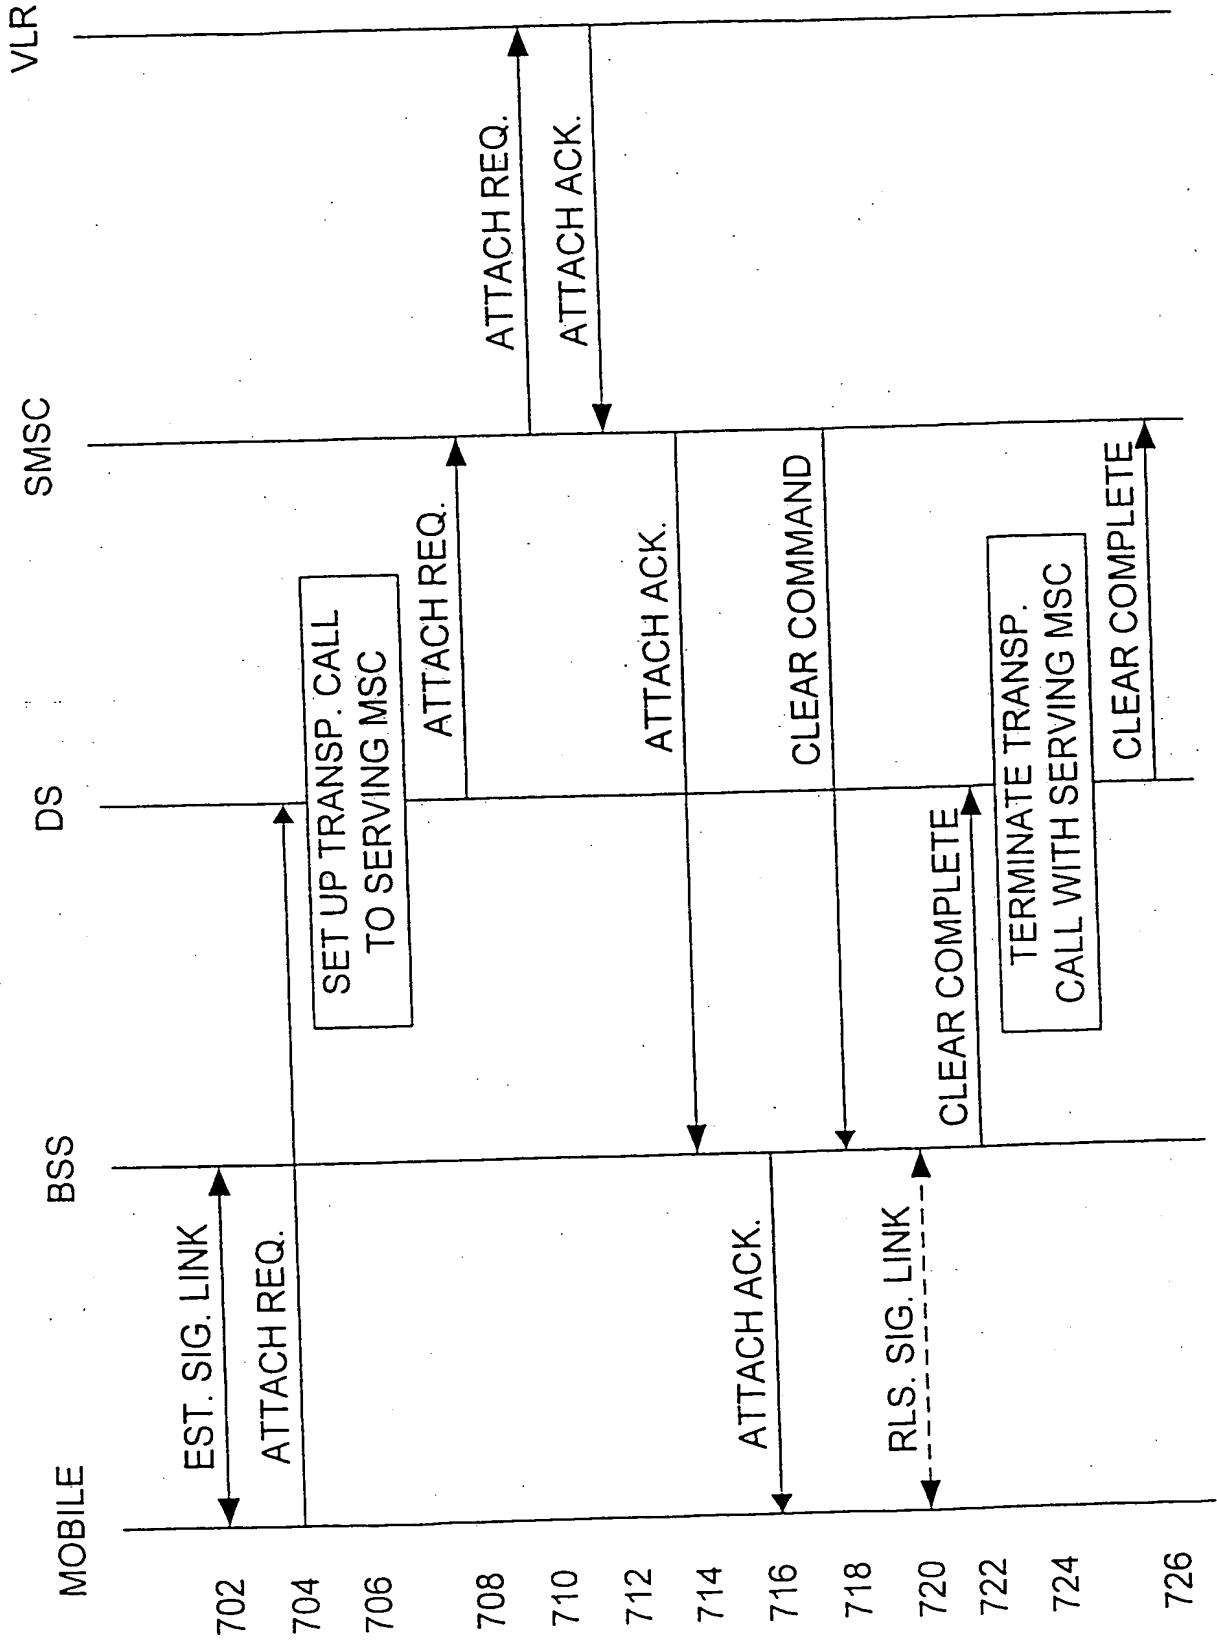 MOBILE
BSS
DS
SMSC
VLR
702
EST. SIG. LINK
704
ATTACH REQ.
706
SET UP TRANSP. CALL
TO SERVING MSC
708
ATTACH REQ.
710
ATTACH REQ.
712
ATTACH ACK.
714
ATTACH ACK.
716
ATTACH ACK.
718
CLEAR COMMAND
720
RLS. SIG. LINK
722
CLEAR COMPLETE
724
TERMINATE TRANSP.
CALL WITH SERVING MSC
726
CLEAR COMPLETE